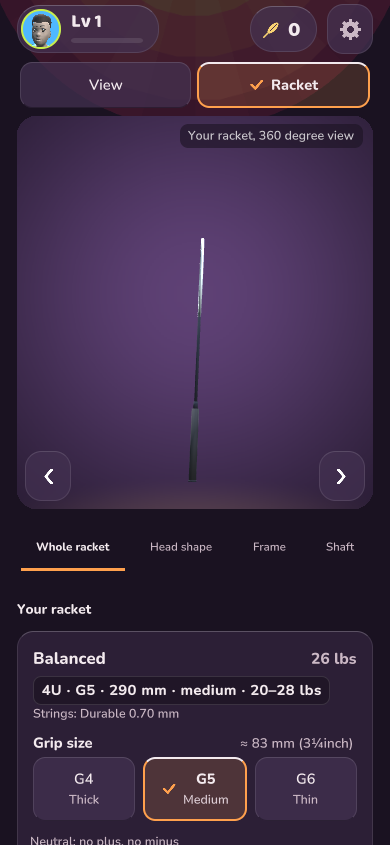 Lv 1
0
View
Racket
Your racket, 360 degree view
Whole racket
Head shape
Frame
Shaft
Your racket
Balanced
26 lbs
4U · G5 · 290 mm · medium · 20–28 lbs
Strings: Durable 0.70 mm
Grip size
≈ 83 mm (3¼inch)
G4
Thick
G5
Medium
G6
Thin
Neutral: no plus, no minus